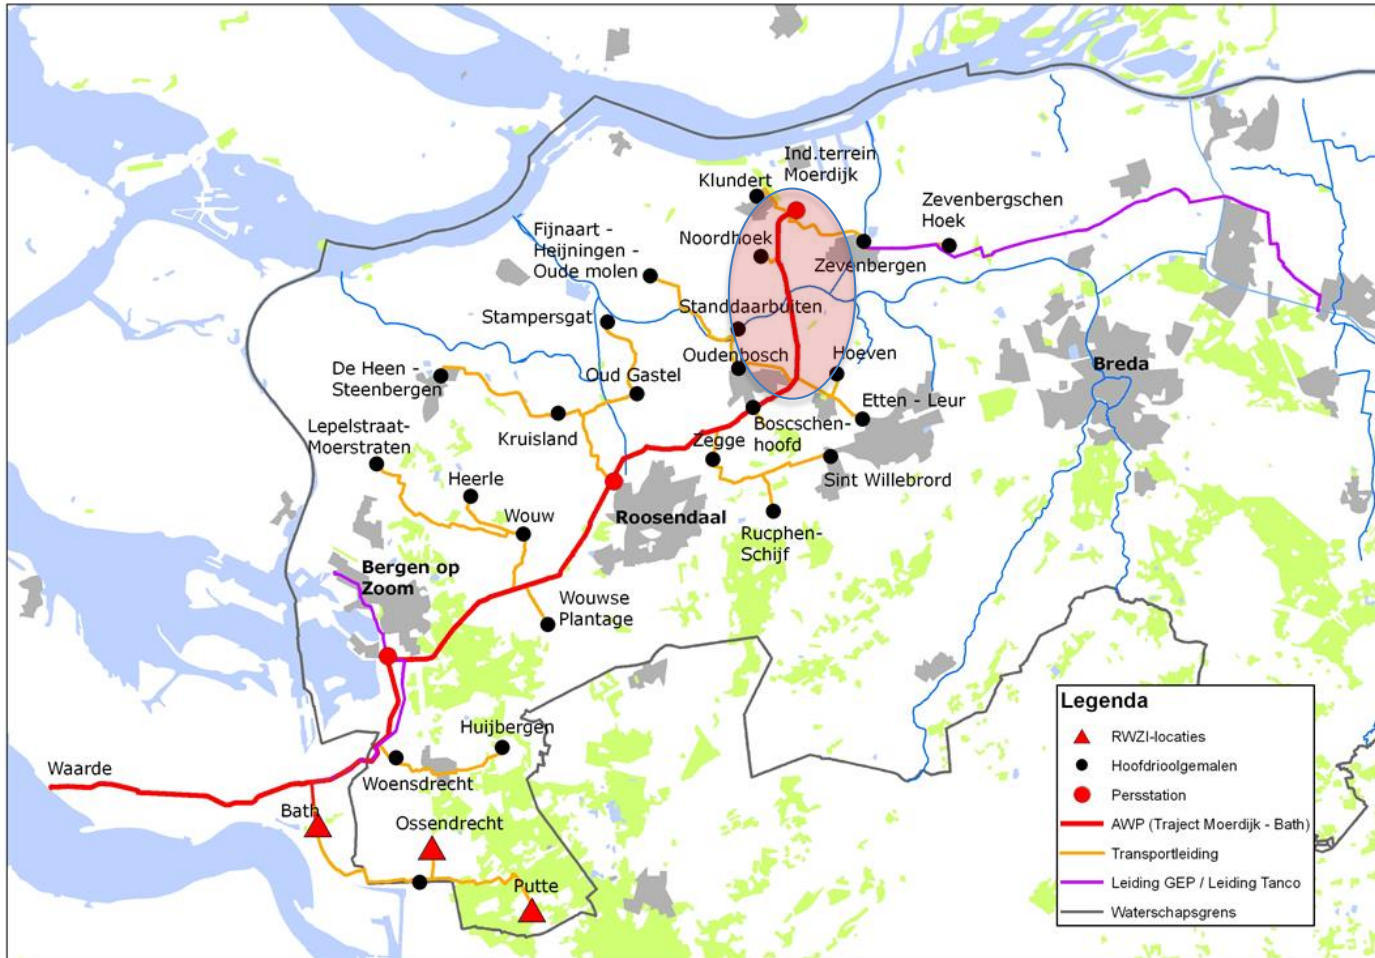 Ind.terrein
Moerdijk
Klundert
Zevenbergschen
Hoek
Fijnaart -
Heijningen -
Oude molen
Noordhoek
Zevenbergen
Standdaarbuiten
Stampersgat
Oudenbosch
Hoeven
Breda
De Heen -
Steenbergen
Oud Gastel
Etten - Leur
Lepelstraat-
Moerstraten
Kruisland
Boscschen-
hoofd
Zegge
Heerle
Sint Willebrord
Wouw
Roosendaal
Rucphen-
Schijf
Bergen op
Zoom
Wouwse
Plantage
Huijbergen
Waarde
Woensdrecht
Bath
Ossendrecht
Putte
Legenda
RWZI-locaties
Hoofdrioolgemalen
Persstation
AWP (Traject Moerdijk - Bath)
Transportleiding
Leiding GEP / Leiding Tanco
Waterschapsgrens